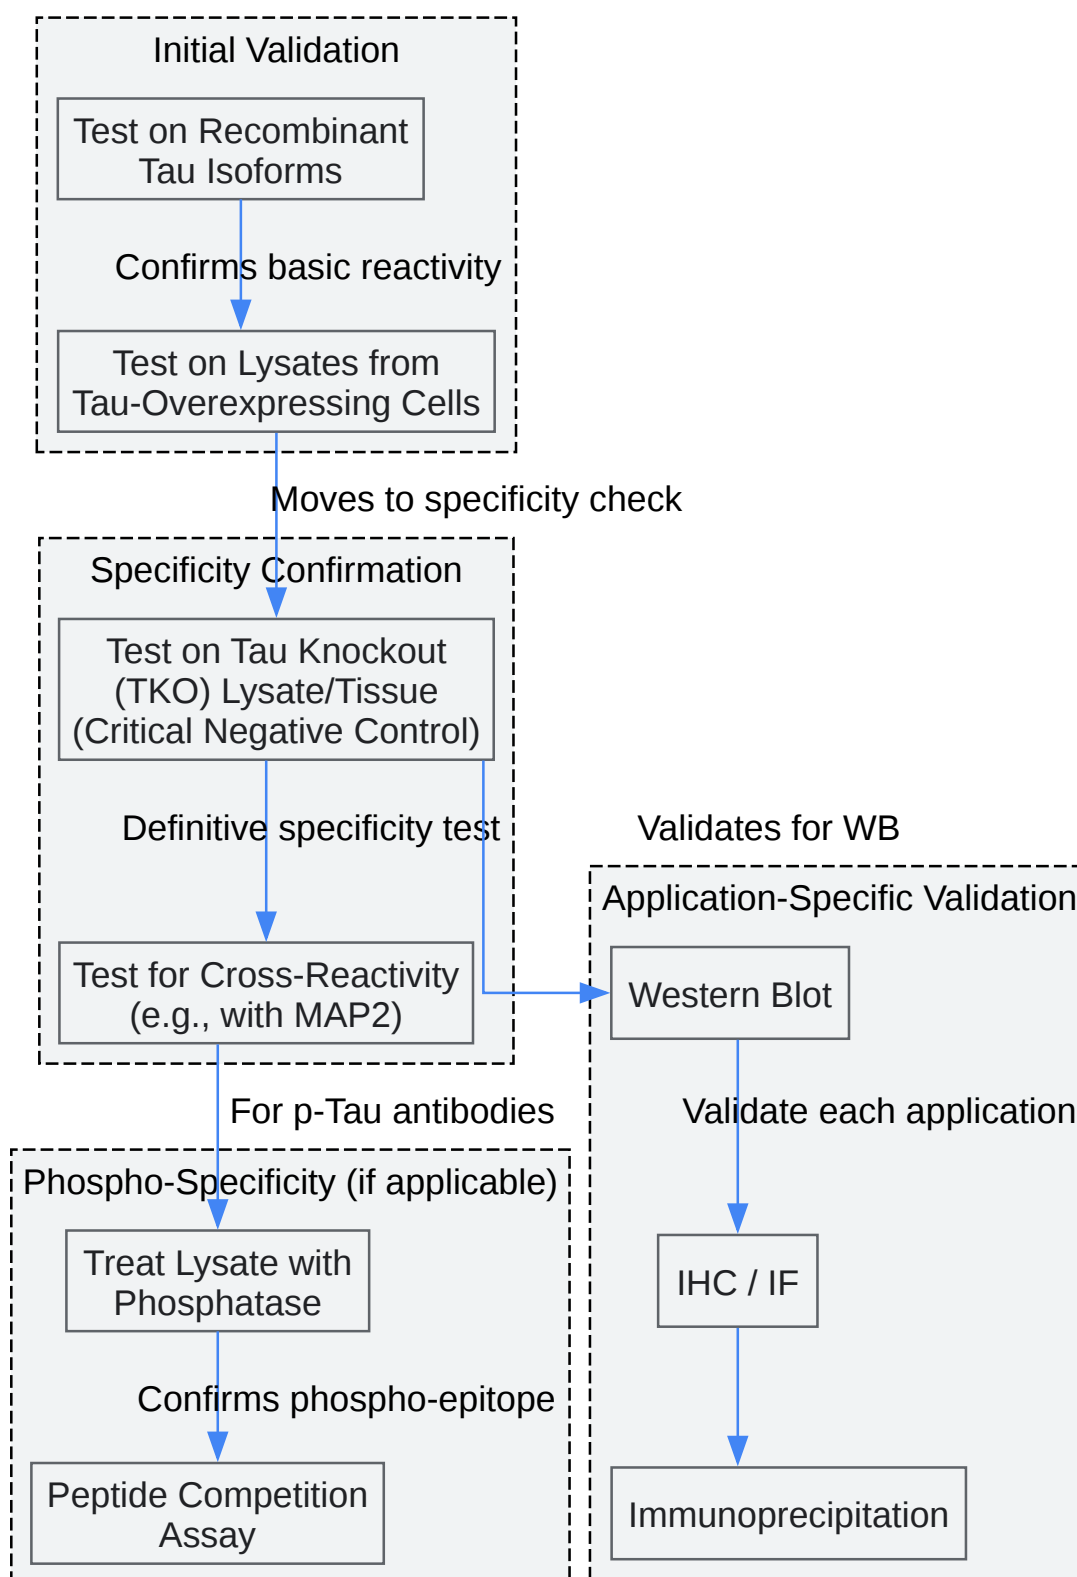 Initial Validation
Test on Recombinant
Tau Isoforms
Confirms basic reactivity
Test on Lysates from
Tau-Overexpressing Cells
Moves to specificity check
Specificity Confirmation
Test on Tau Knockout
(TKO) Lysate/Tissue
(Critical Negative Control)
Definitive specificity test
Validates for WB
Application-Specific Validation
Test for Cross-Reactivity
(e.g., with MAP2)
Western Blot
For p-Tau antibodies
Validate each application
Phospho-Specificity (if applicable)
Treat Lysate with
Phosphatase
IHC / IF
Confirms phospho-epitope
Peptide Competition
Assay
Immunoprecipitation